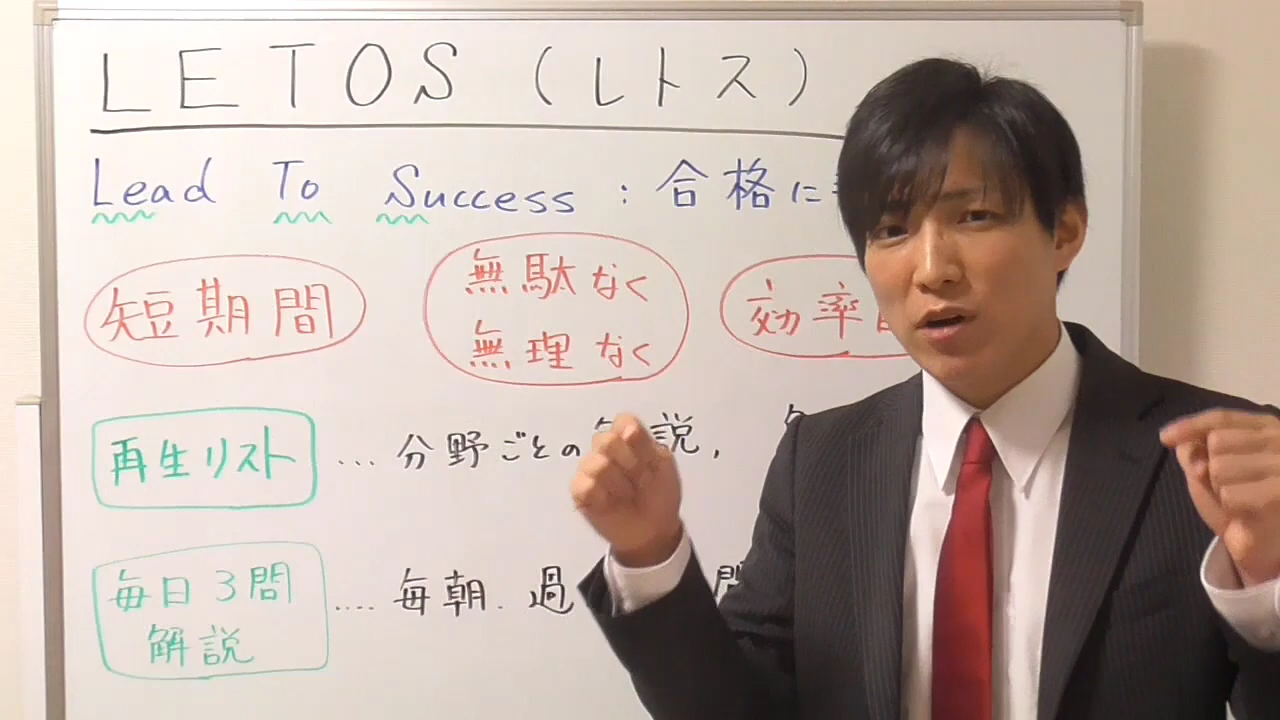 LETOS (レトス)
Lead To Success : 合格に
短期間
無駄なく
無理なく
効率
再生リスト ... 分野ごとの 説,
毎日3問
解説 .... 毎朝. 過 問